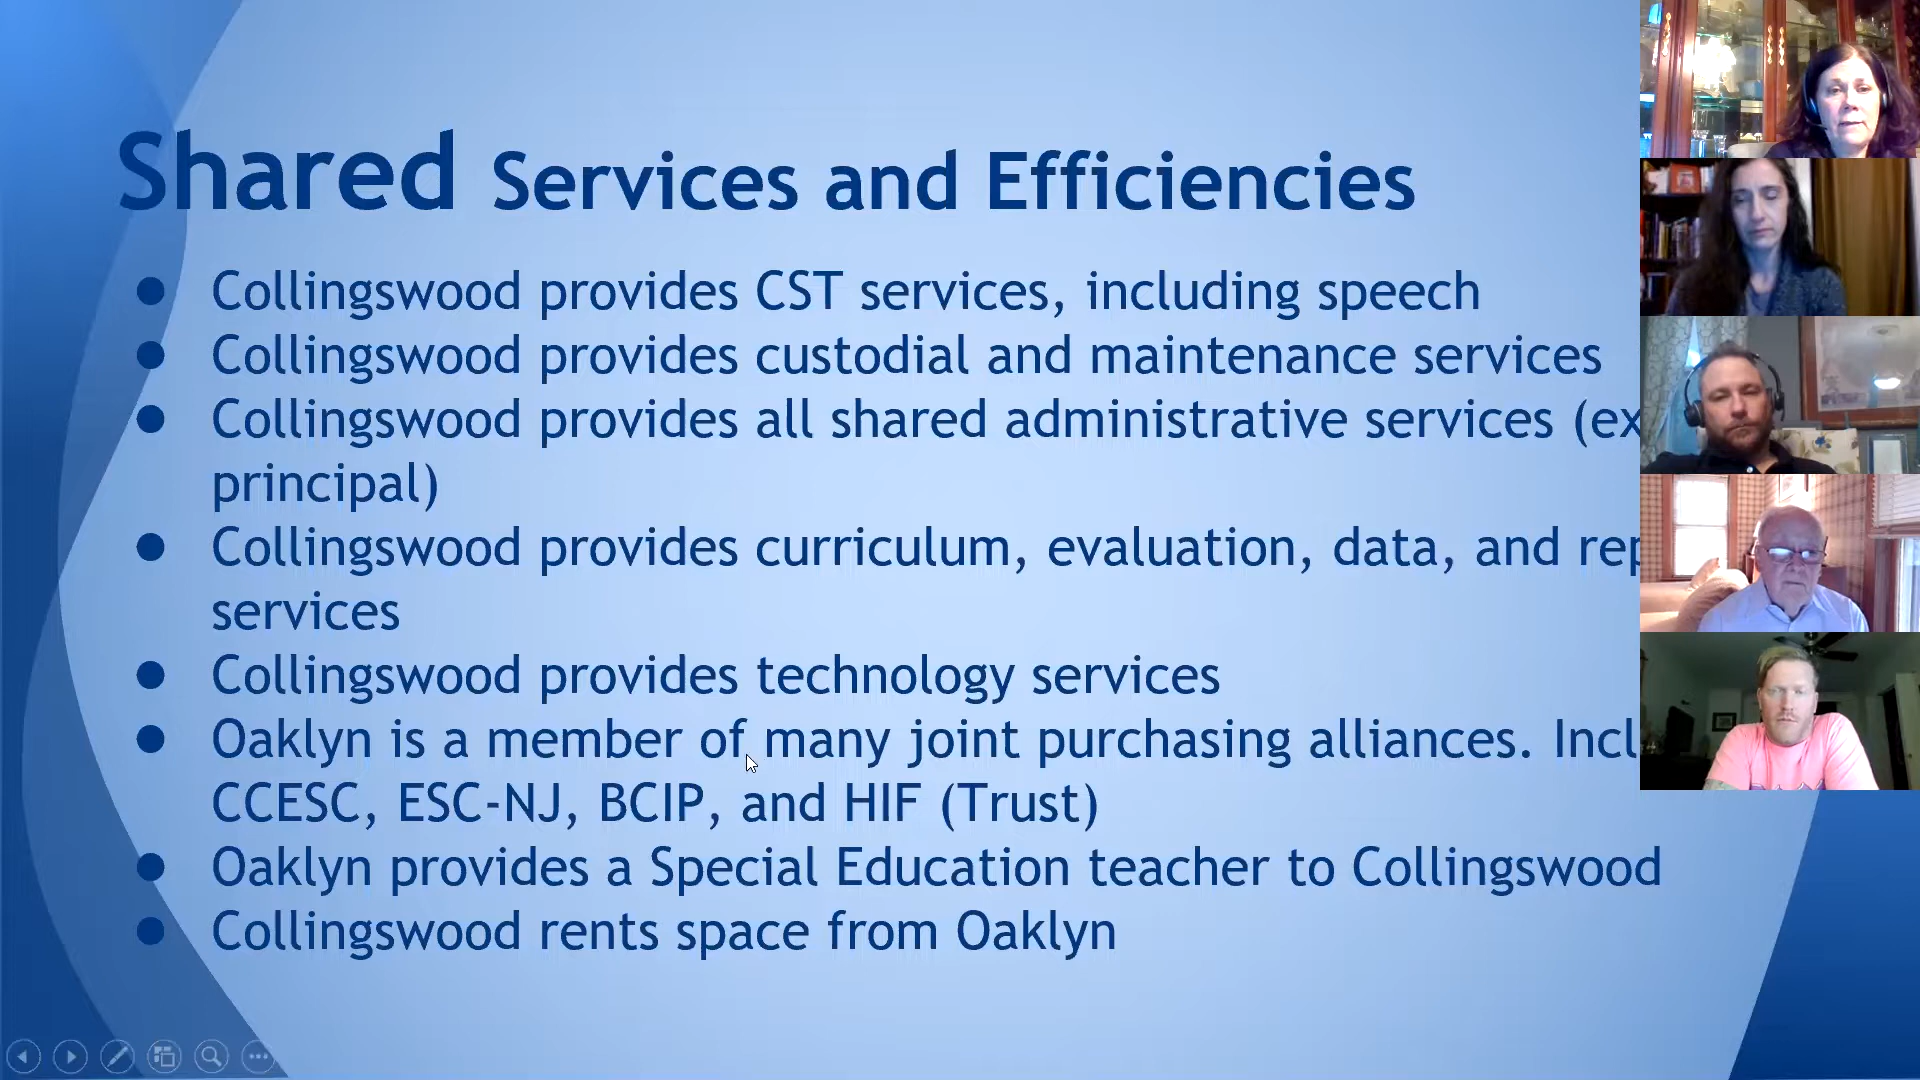 Shared Services and Efficiencies
● Collingswood provides CST services, including speech
● Collingswood provides custodial and maintenance services
● Collingswood provides all shared administrative services (ex
principal)
● Collingswood provides curriculum, evaluation, data, and rep
services
● Collingswood provides technology services
● Oaklyn is a member of many joint purchasing alliances. Incl
CCESC, ESC-NJ, BCIP, and HIF (Trust)
● Oaklyn provides a Special Education teacher to Collingswood
● Collingswood rents space from Oaklyn